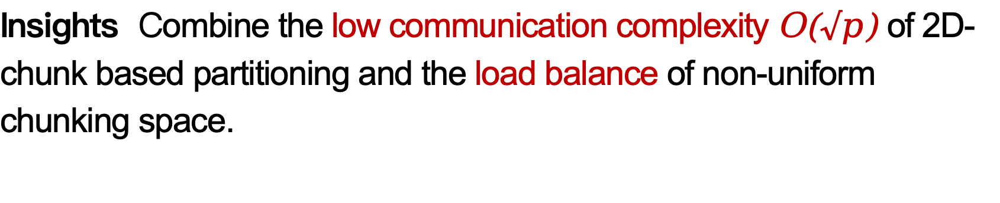 Insights Combine the low communication complexity O(√p) of 2D-
chunk based partitioning and the load balance of non-uniform
chunking space.